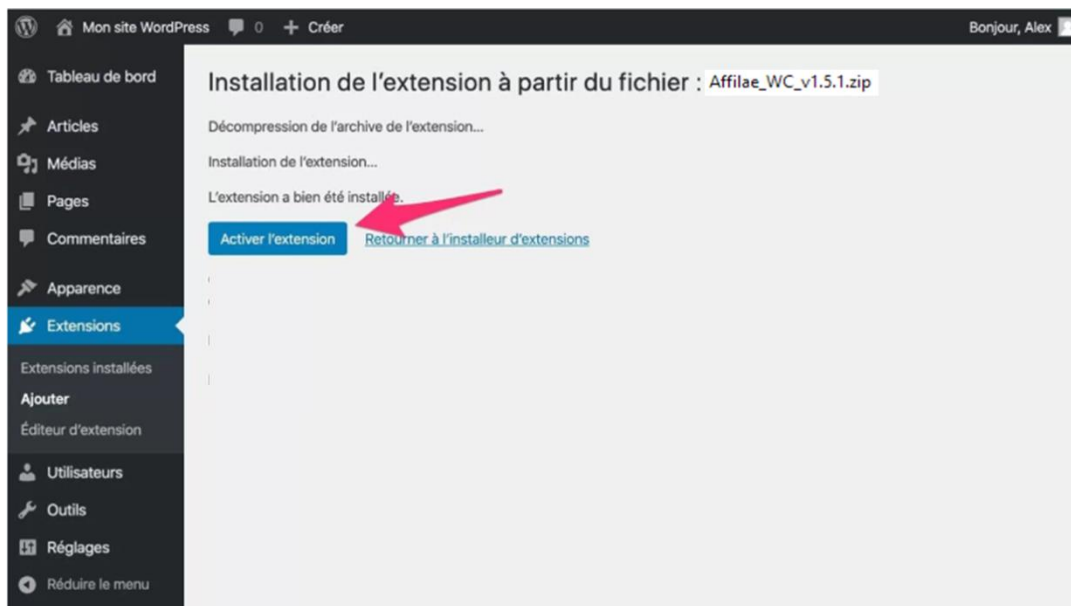 Mon site WordPress 0 + Créer Bonjour, Alex
Tableau de bord
Articles
Médias
Pages
Commentaires
Apparence
Extensions
Extensions installées
Ajouter
Éditeur d'extension
Utilisateurs
Outils
Réglages
Réduire le menu
Installation de l'extension à partir du fichier : Affilae_WC_v1.5.1.zip
Décompression de l'archive de l'extension...
Installation de l'extension...
L'extension a bien été installée.
Activer l'extension Retourner à l'installeur d'extensions